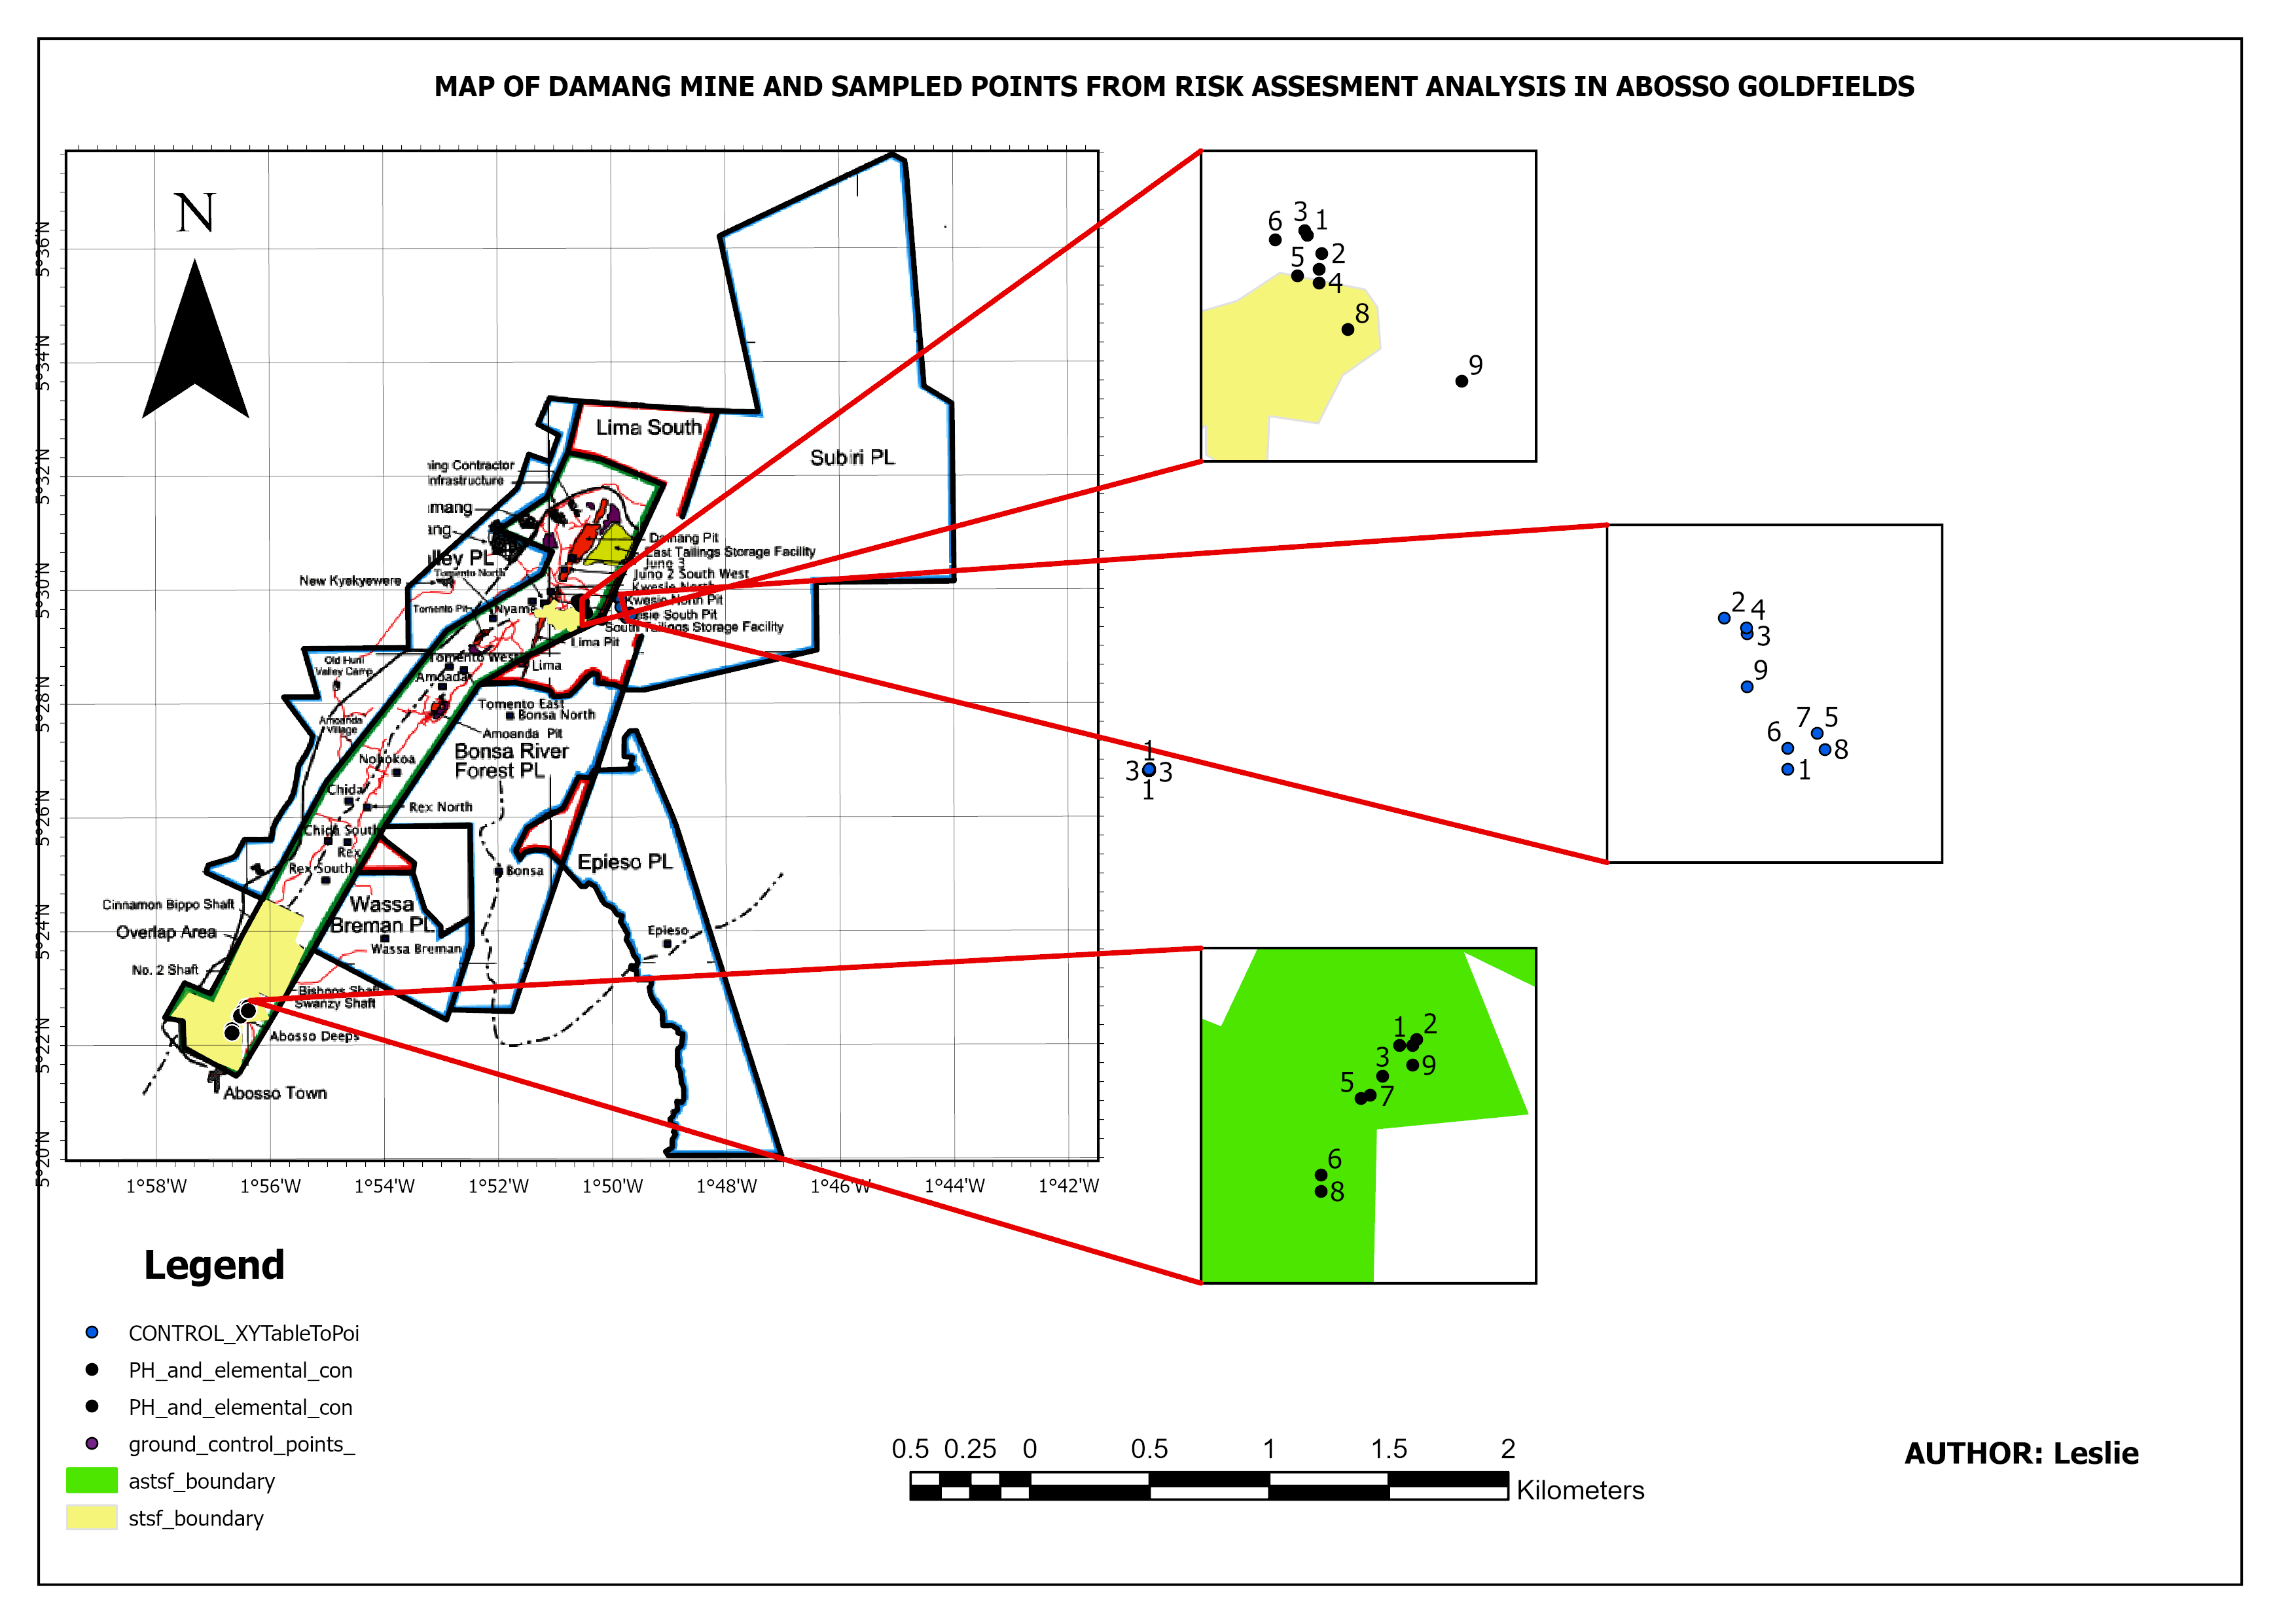 MAP OF DAMANG MINE AND SAMPLED POINTS FROM RISK ASSESMENT ANALYSIS IN ABOSSO GOLDFIELDS
N
5°36'N
5°34'N
5°32'N
5°30'N
5°28'N
5°26'N
5°24'N
5°22'N
5°20'N
1°58'W
1°56'W
1°54'W
1°52'W
1°50'W
1°48'W
1°46'W
1°44'W
1°42'W
Lima South
Subiri PL
ning Contractor
nfrastructure
mang
ang
lley PL
Tomento North
New Kyekyewere
Tomento Pit
Nyame
Damang Pit
East Tailings Storage Facility
Juno 3
Juno 2 South West
Kwesie North
Kwesie North Pit
sie South Pit
South Tailings Storage Facility
Lima Pit
Lima
Old Huni
Valley Camp
Tomento West
Amoada
Tomento East
Bonsa North
Amoanda
Village
Amoanda Pit
Bonsa River
Forest PL
Nohokoa
Chida
Rex North
Chida South
Rex
Rex South
Bonsa
Epieso PL
Cinnamon Bippo Shaft
Wassa
Breman PL
Overlap Area
Wassa Breman
Epieso
No. 2 Shaft
Bishops Shaft
Swanzy Shaft
Abosso Deeps
Abosso Town
6
3
1
5
2
4
8
9
2
4
3
9
7
5
6
8
1
1
3
3
1
1
2
3
9
5
7
6
8
Legend
CONTROL_XYTableToPoi
PH_and_elemental_con
PH_and_elemental_con
ground_control_points_
astsf_boundary
stsf_boundary
0.5 0.25 0 0.5 1 1.5 2
Kilometers
AUTHOR: Leslie